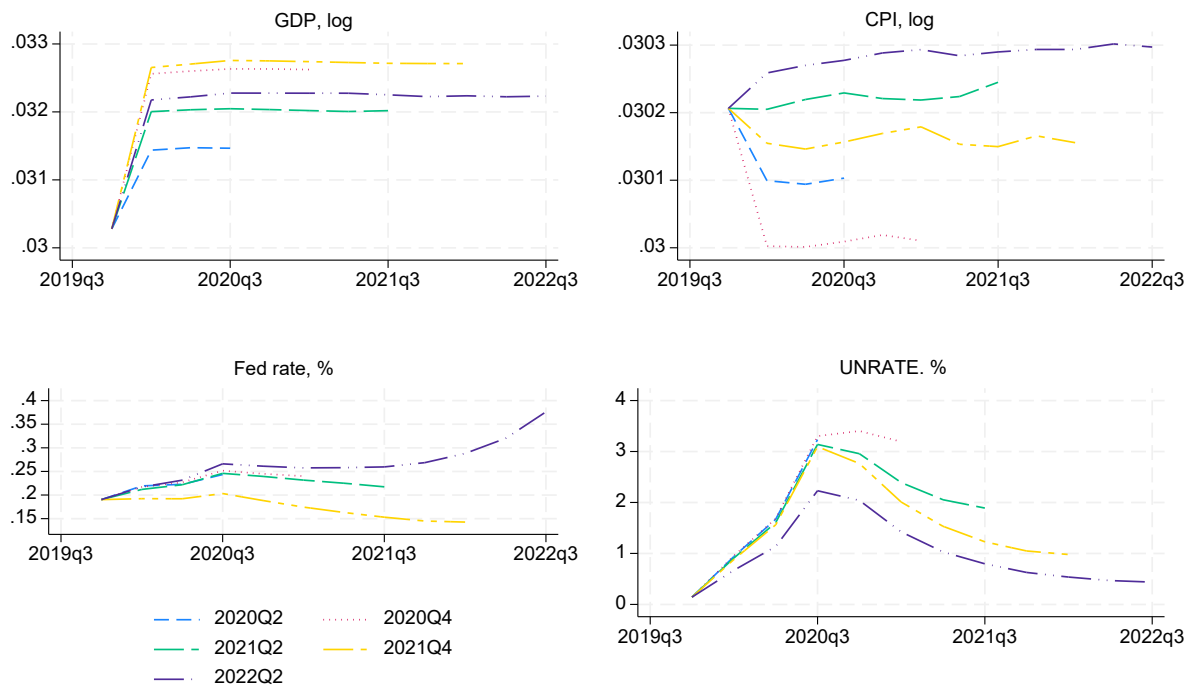 GDP, log
.033
.032
.031
.03
2019q3 2020q3 2021q3 2022q3
CPI, log
.0303
.0302
.0301
.03
2019q3 2020q3 2021q3 2022q3
Fed rate, %
.4
.35
.3
.25
.2
.15
2019q3 2020q3 2021q3 2022q3
UNRATE. %
4
3
2
1
0
2019q3 2020q3 2021q3 2022q3
2020Q2 2020Q4
2021Q2 2021Q4
2022Q2